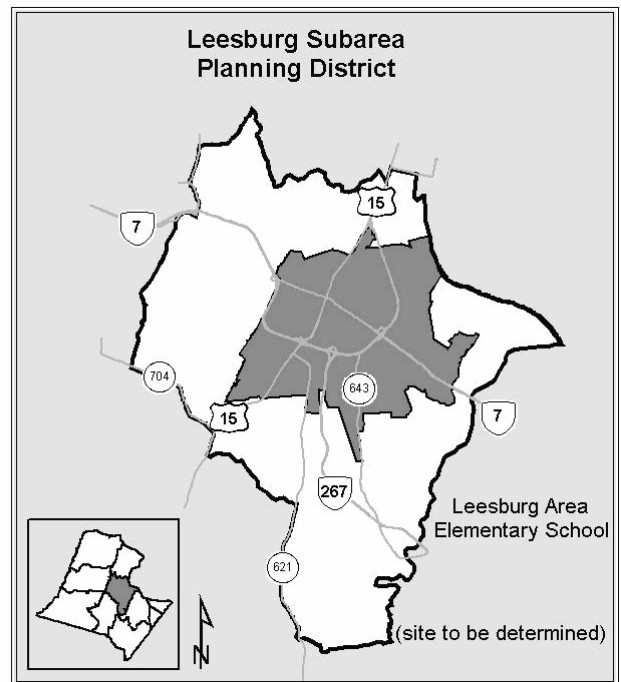 Leesburg Subarea
Planning District
15
7
704
643
15
7
267
Leesburg Area
Elementary School
621
(site to be determined)
N